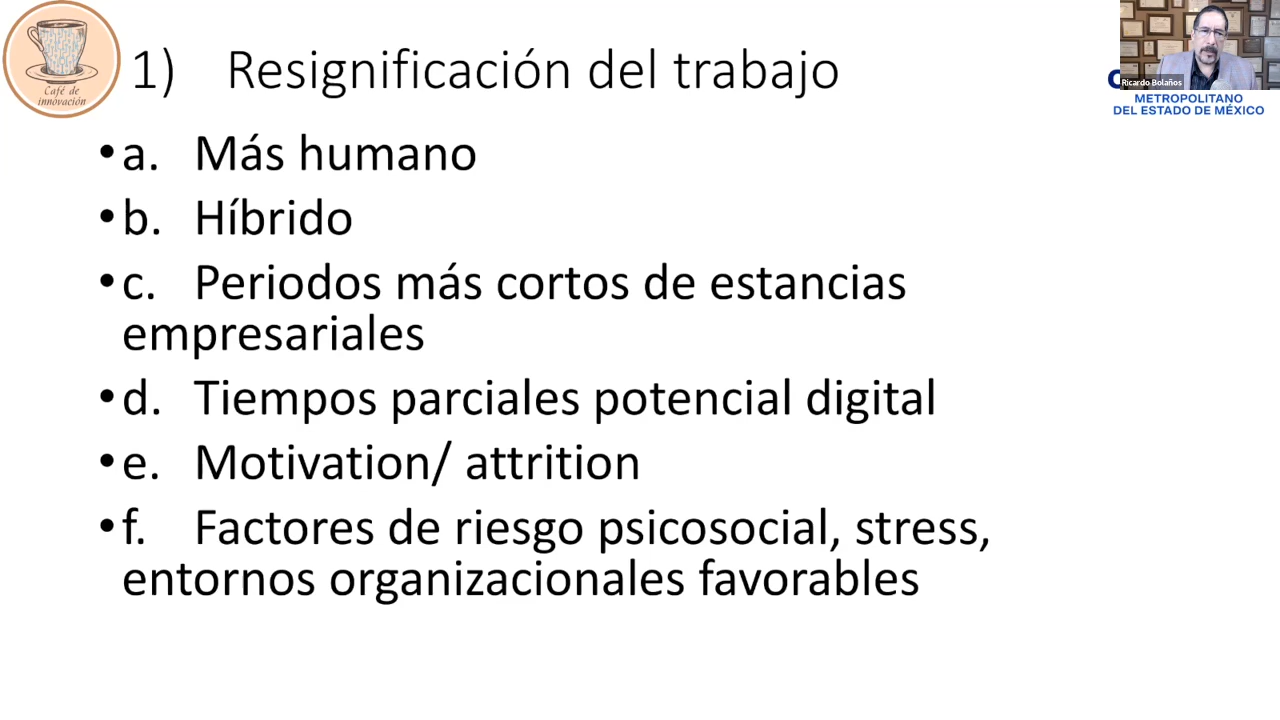 Café de
innovación
1) Resignificación del trabajo
Ricardo Bolaños
METROPOLITANO
DEL ESTADO DE MÉXICO
• a. Más humano
• b. Híbrido
• c. Periodos más cortos de estancias
empresariales
• d. Tiempos parciales potencial digital
• e. Motivation/ attrition
• f. Factores de riesgo psicosocial, stress,
entornos organizacionales favorables